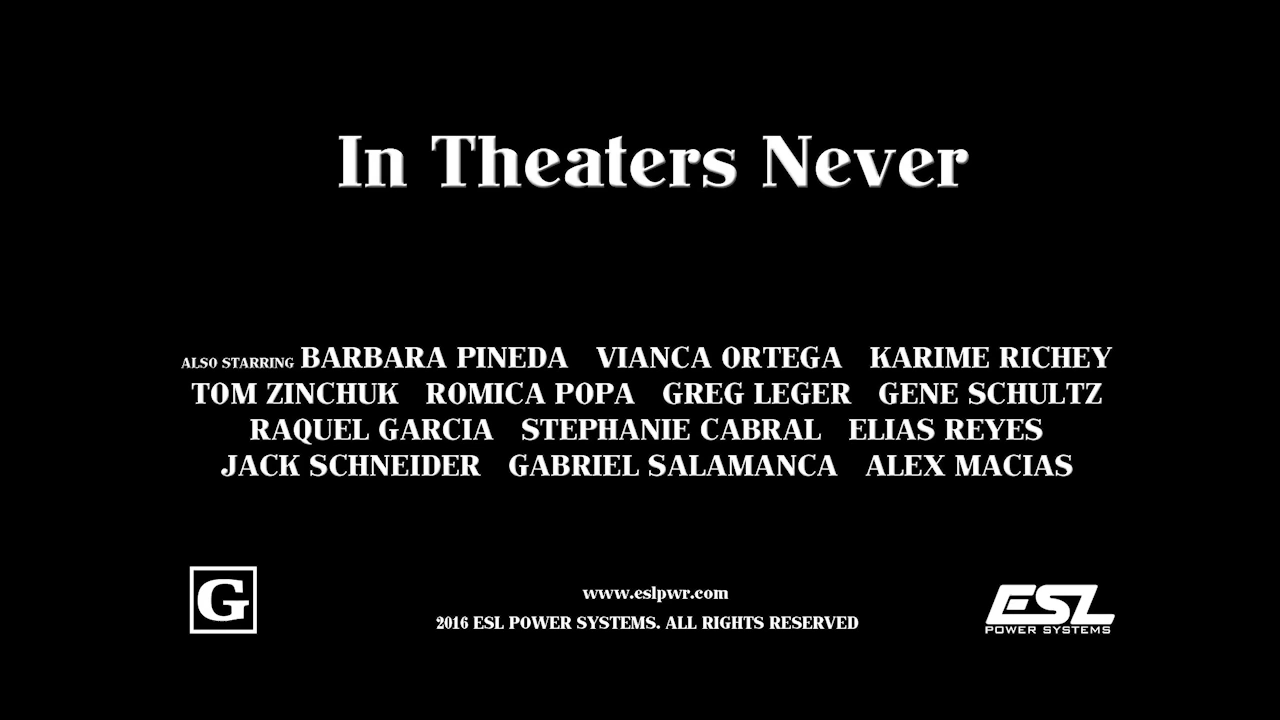 In Theaters Never
ALSO STARRING BARBARA PINEDA VIANCA ORTEGA KARIME RICHEY
TOM ZINCHUK ROMICA POPA GREG LEGER GENE SCHULTZ
RAQUEL GARCIA STEPHANIE CABRAL ELIAS REYES
JACK SCHNEIDER GABRIEL SALAMANCA ALEX MACIAS
G
www.eslpwr.com
2016 ESL POWER SYSTEMS. ALL RIGHTS RESERVED
ESL
POWER SYSTEMS